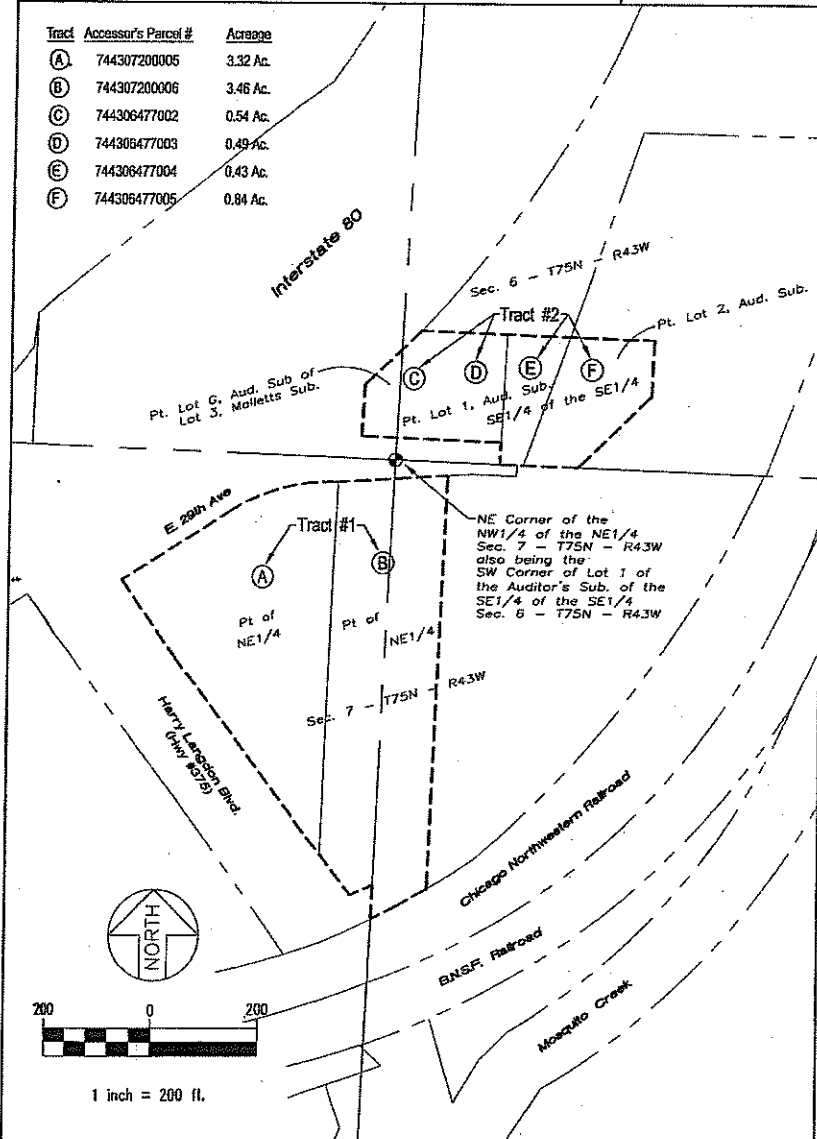 Tract Accessor's Parcel # Acreage
A 744307200005 3.32 Ac.
B 744307200006 3.46 Ac.
C 744306477002 0.54 Ac.
D 744306477003 0.49 Ac.
E 744306477004 0.43 Ac.
F 744306477005 0.84 Ac.
Interstate 80
Sec. 6 - T75N - R43W
Tract #2
Pt. Lot 2, Aud. Sub.
C D E F
Pt. Lot G, Aud. Sub of
Lot 3, Malletts Sub.
Pt. Lot 1, Aud. Sub.
SE1/4 of the SE1/4
E. 29th Ave
Tract #1
A B
NE Corner of the
NW1/4 of the NE1/4
Sec. 7 - T75N - R43W
also being the
SW Corner of Lot 1 of
the Auditor's Sub. of the
SE1/4 of the SE1/4
Sec. 6 - T75N - R43W
Pt of
NE1/4
Pt of
NE1/4
Sec. 7 - T75N - R43W
Harry Langdon Blvd.
(Hwy #375)
Chicago Northwestern Railroad
B.N.S.F. Railroad
Mosquito Creek
NORTH
200 0 200
1 inch = 200 ft.